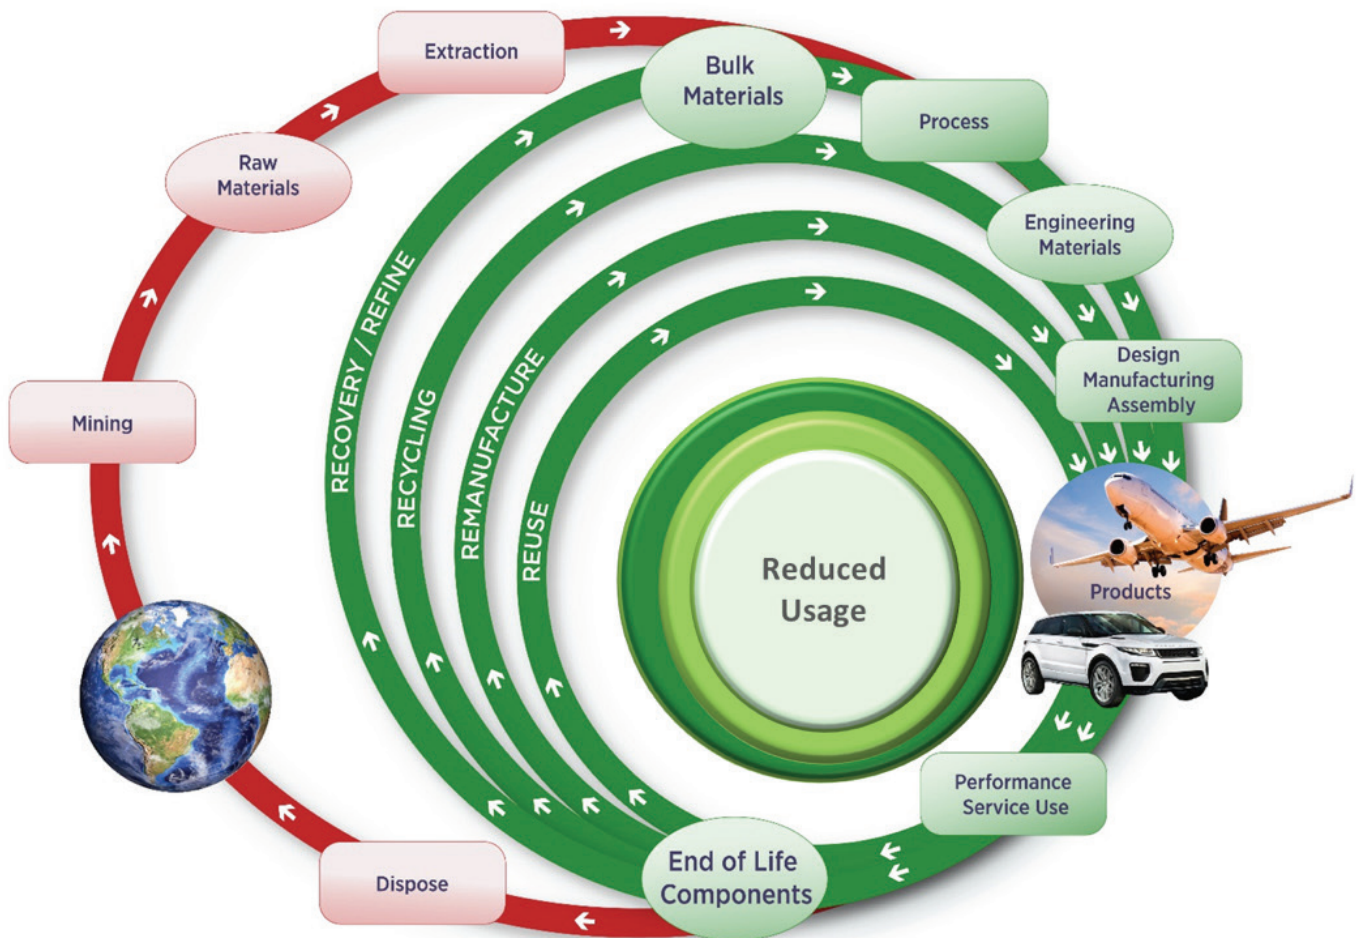 Extraction
Bulk
Materials
Process
Raw
Materials
Engineering
Materials
RECOVERY / REFINE
RECYCLING
REMANUFACTURE
REUSE
Design
Manufacturing
Assembly
Mining
Reduced
Usage
Products
Performance
Service Use
End of Life
Components
Dispose